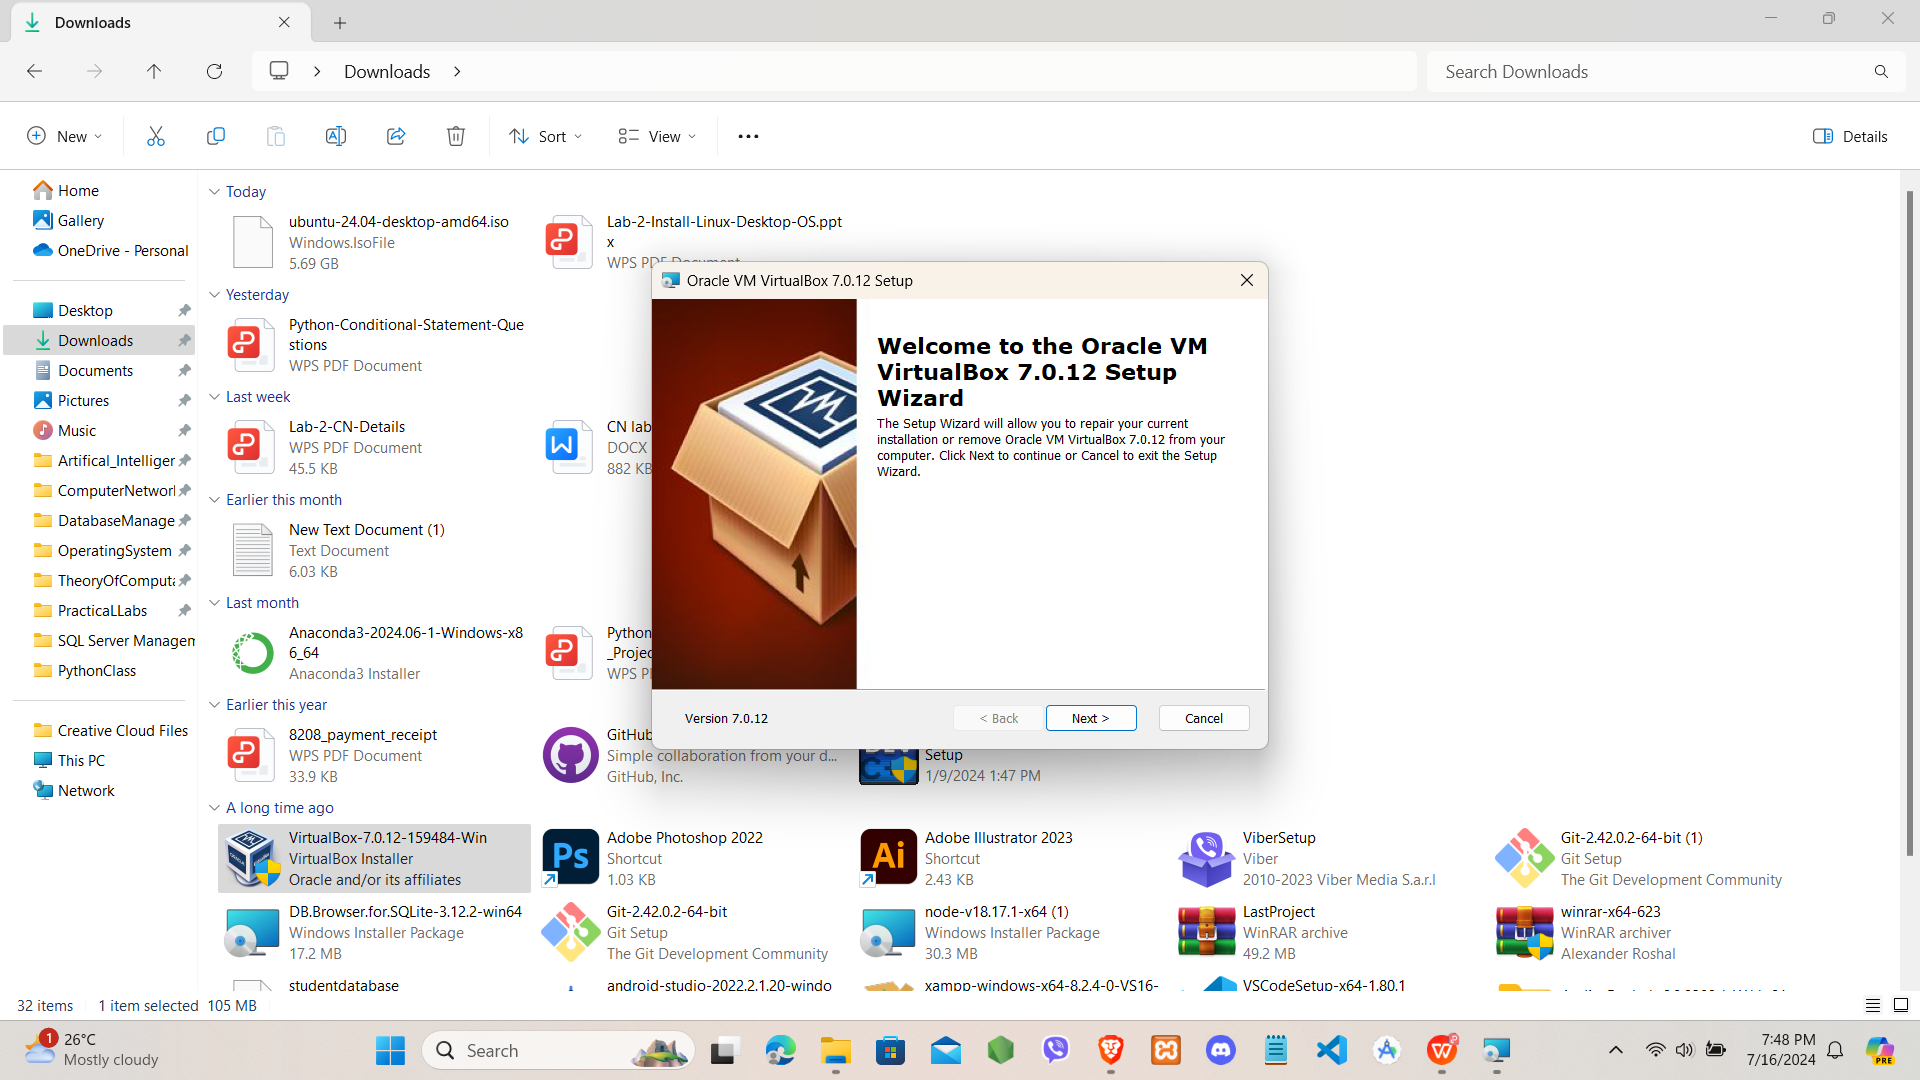 Downloads
Downloads
Search Downloads
New
Sort
View
Details
Home
Gallery
OneDrive - Personal
Desktop
Downloads
Documents
Pictures
Music
Artifical_Intelliger
ComputerNetwor
DatabaseManage
OperatingSystem
TheoryOfComput
PracticaLLabs
SQL Server Managem
PythonClass
Creative Cloud Files
This PC
Network
Today
ubuntu-24.04-desktop-amd64.iso
Windows.IsoFile
5.69 GB
Lab-2-Install-Linux-Desktop-OS.ppt
x
WPS PDF Document
Yesterday
Python-Conditional-Statement-Que
stions
WPS PDF Document
Last week
Lab-2-CN-Details
WPS PDF Document
45.5 KB
CN lab
DOCX
882 KB
Earlier this month
New Text Document (1)
Text Document
6.03 KB
Last month
Anaconda3-2024.06-1-Windows-x8
6_64
Anaconda3 Installer
Python
_Projec
WPS P
Earlier this year
8208_payment_receipt
WPS PDF Document
33.9 KB
GitHub
Simple collaboration from your d...
GitHub, Inc.
Setup
1/9/2024 1:47 PM
A long time ago
VirtualBox-7.0.12-159484-Win
VirtualBox Installer
Oracle and/or its affiliates
Adobe Photoshop 2022
Shortcut
1.03 KB
Adobe Illustrator 2023
Shortcut
2.43 KB
ViberSetup
Viber
2010-2023 Viber Media S.a.r.l
Git-2.42.0.2-64-bit (1)
Git Setup
The Git Development Community
DB.Browser.for.SQLite-3.12.2-win64
Windows Installer Package
17.2 MB
Git-2.42.0.2-64-bit
Git Setup
The Git Development Community
node-v18.17.1-x64 (1)
Windows Installer Package
30.3 MB
LastProject
WinRAR archive
49.2 MB
winrar-x64-623
WinRAR archiver
Alexander Roshal
studentdatabase
android-studio-2022.2.1.20-windo
xampp-windows-x64-8.2.4-0-VS16-
VSCodeSetup-x64-1.80.1
Oracle VM VirtualBox 7.0.12 Setup
Welcome to the Oracle VM
VirtualBox 7.0.12 Setup
Wizard
The Setup Wizard will allow you to repair your current
installation or remove Oracle VM VirtualBox 7.0.12 from your
computer. Click Next to continue or Cancel to exit the Setup
Wizard.
Version 7.0.12
< Back
Next >
Cancel
32 items
1 item selected 105 MB
1
26°C
Mostly cloudy
Search
7:48 PM
7/16/2024
PRE